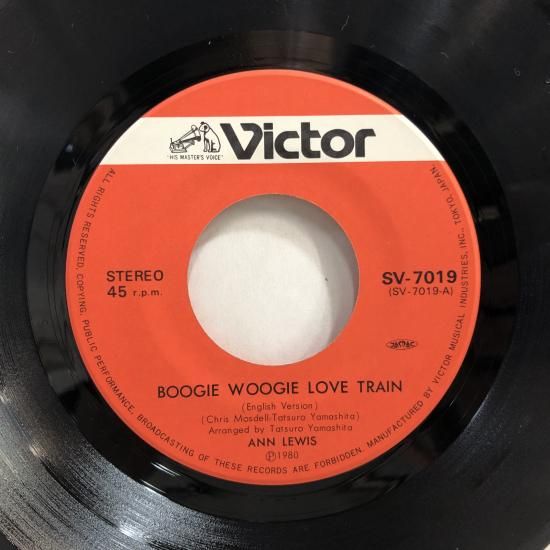 "HIS MASTER'S VOICE"
Victor
STEREO
45 r.p.m.
SV-7019
(SV-7019-A)
JASRAC
BOOGIE WOOGIE LOVE TRAIN
(English Version)
(Chris Mosdell-Tatsuro Yamashita)
Arranged by Tatsuro Yamashita
ANN LEWIS
Ⓟ1980
ALL RIGHTS RESERVED, COPYING, PUBLIC PERFORMANCE, BROADCASTING OF THESE RECORDS ARE FORBIDDEN. MANUFACTURED BY VICTOR MUSICAL INDUSTRIES, INC. TOKYO, JAPAN